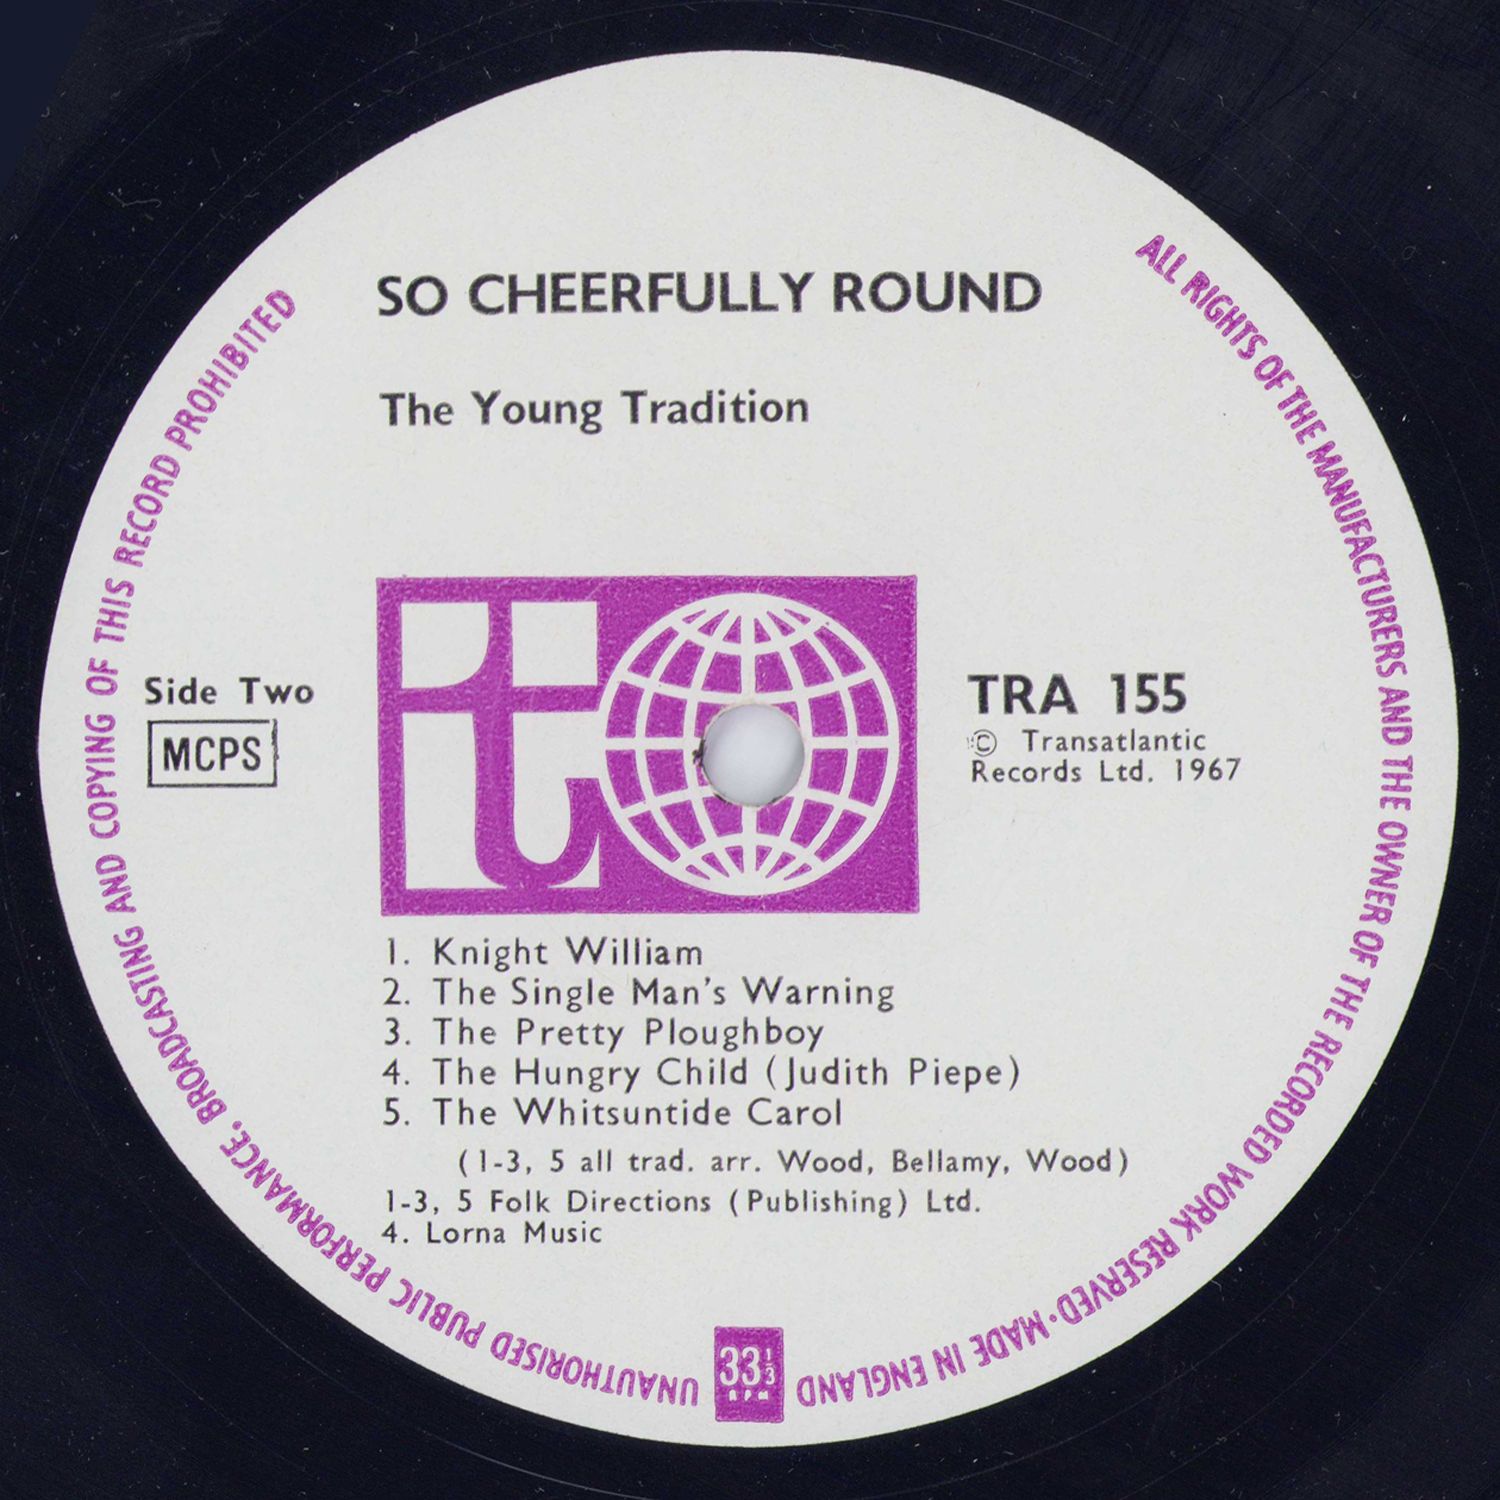 SO CHEERFULLY ROUND
The Young Tradition
Side Two
MCPS
it
TRA 155
© Transatlantic
Records Ltd. 1967
1. Knight William
2. The Single Man's Warning
3. The Pretty Ploughboy
4. The Hungry Child (Judith Piepe)
5. The Whitsuntide Carol
(1-3, 5 all trad. arr. Wood, Bellamy, Wood)
1-3, 5 Folk Directions (Publishing) Ltd.
4. Lorna Music
33 1/3
RPM
ALL RIGHTS OF THE MANUFACTURERS AND THE OWNER OF THE RECORDED WORK RESERVED·MADE IN ENGLAND
UNAUTHORISED PUBLIC PERFORMANCE, BROADCASTING AND COPYING OF THIS RECORD PROHIBITED